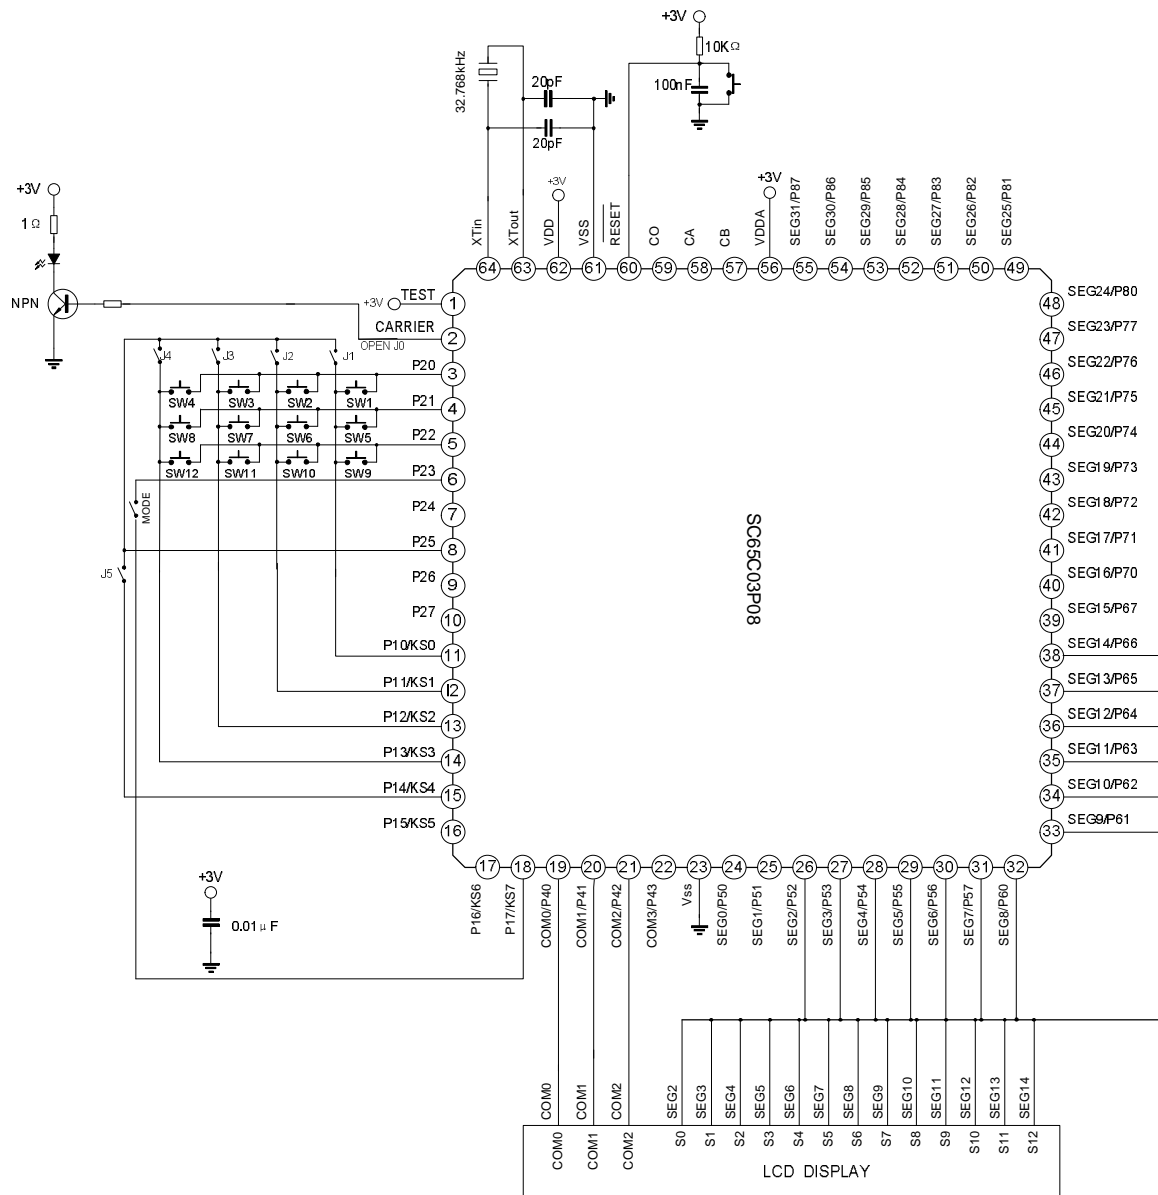 +3V
10KΩ
100nF
32.768kHz
20pF
20pF
+3V
1Ω
NPN
XTin
XTout
VDD
+3V
VSS
RESET
CO
CA
CB
VDDA
+3V
SEG31/P87
SEG30/P86
SEG29/P85
SEG28/P84
SEG27/P83
SEG26/P82
SEG25/P81
64
63
62
61
60
59
58
57
56
55
54
53
52
51
50
49
+3V
TEST
1
CARRIER
2
OPEN J0
J4
J3
J2
J1
P20
3
SW4
SW3
SW2
SW1
P21
4
SW8
SW7
SW6
SW5
P22
5
SW12
SW11
SW10
SW9
P23
6
MODE
P24
7
P25
8
J5
P26
9
P27
10
P10/KS0
11
P11/KS1
12
P12/KS2
13
P13/KS3
14
P14/KS4
15
P15/KS5
16
SC65C03P08
48
SEG24/P80
47
SEG23/P77
46
SEG22/P76
45
SEG21/P75
44
SEG20/P74
43
SEG19/P73
42
SEG18/P72
41
SEG17/P71
40
SEG16/P70
39
SEG15/P67
38
SEG14/P66
37
SEG13/P65
36
SEG12/P64
35
SEG11/P63
34
SEG10/P62
33
SEG9/P61
17
18
19
20
21
22
23
24
25
26
27
28
29
30
31
32
P16/KS6
P17/KS7
COM0/P40
COM1/P41
COM2/P42
COM3/P43
Vss
SEG0/P50
SEG1/P51
SEG2/P52
SEG3/P53
SEG4/P54
SEG5/P55
SEG6/P56
SEG7/P57
SEG8/P60
+3V
0.01μF
COM0
COM1
COM2
SEG2
SEG3
SEG4
SEG5
SEG6
SEG7
SEG8
SEG9
SEG10
SEG11
SEG12
SEG13
SEG14
COM0
COM1
COM2
S0
S1
S2
S3
S4
S5
S6
S7
S8
S9
S10
S11
S12
LCD DISPLAY